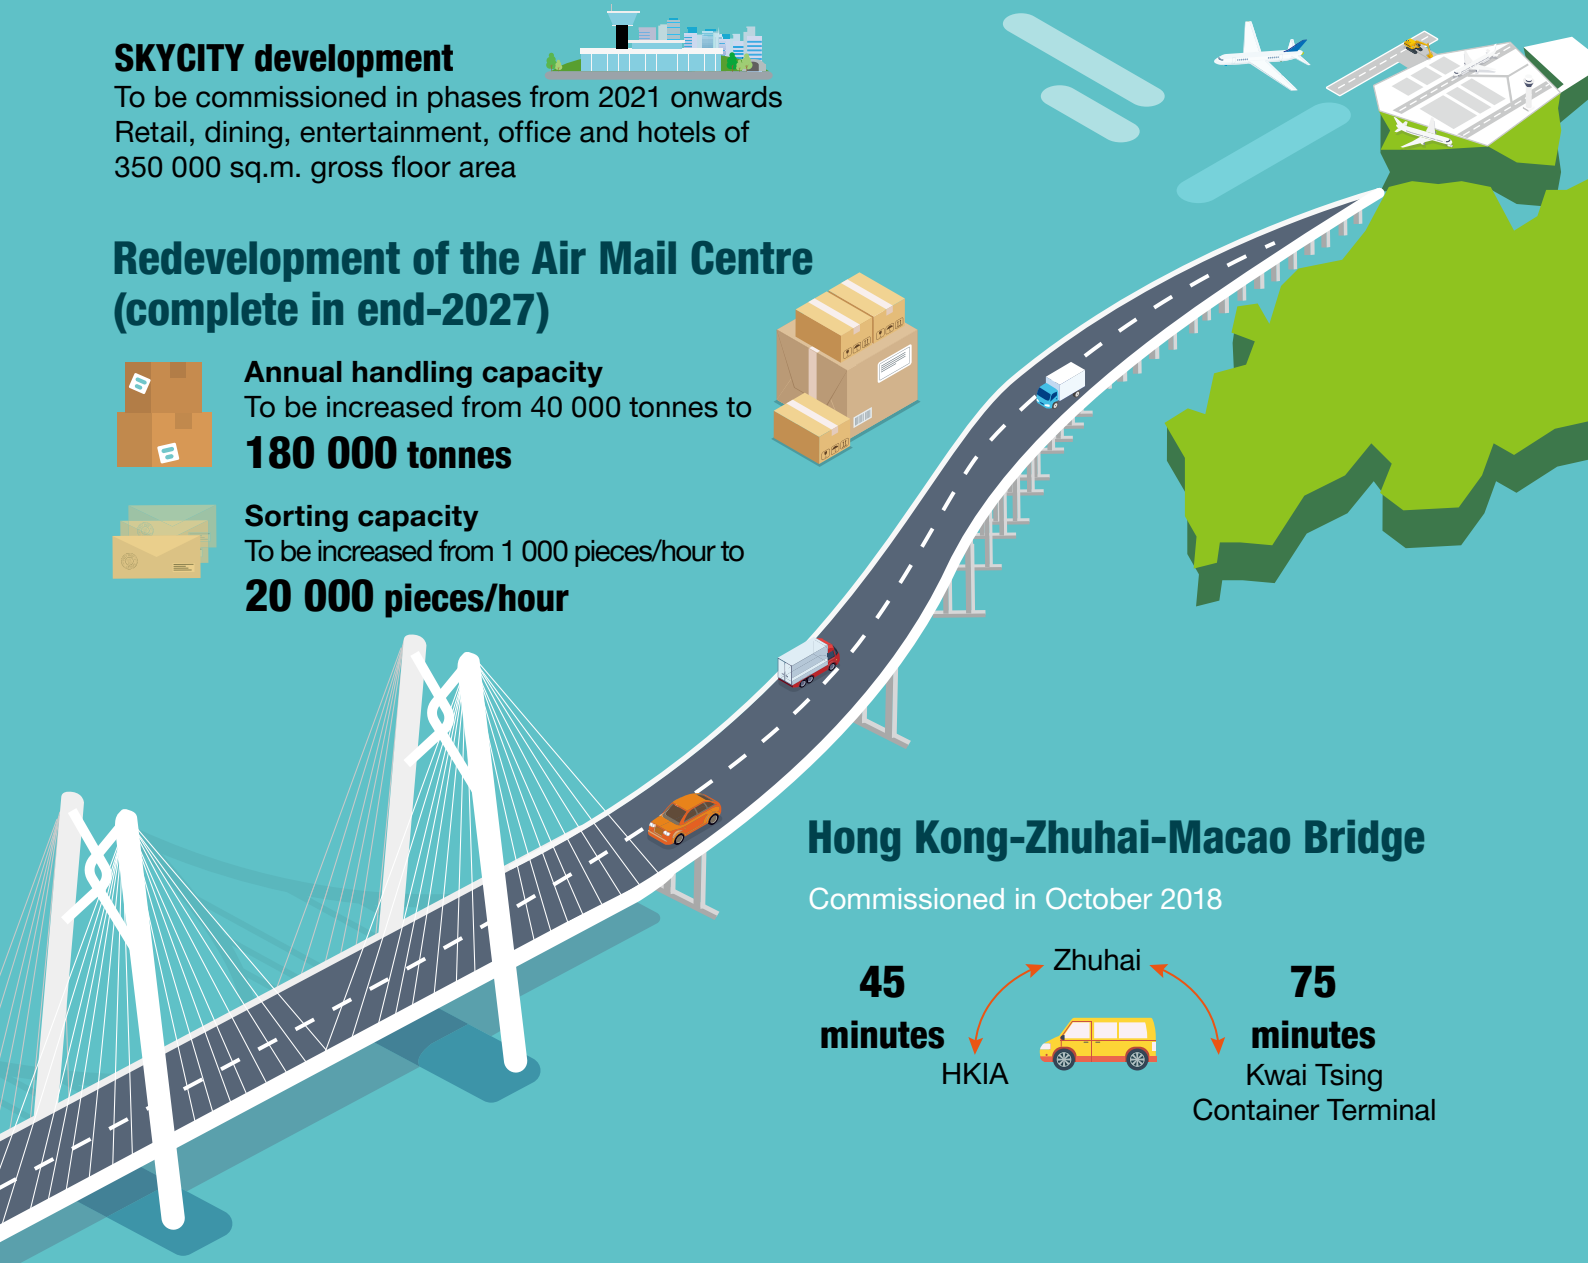 SKYCITY development
To be commissioned in phases from 2021 onwards
Retail, dining, entertainment, office and hotels of
350 000 sq.m. gross floor area
Redevelopment of the Air Mail Centre
(complete in end-2027)
Annual handling capacity
To be increased from 40 000 tonnes to
180 000 tonnes
Sorting capacity
To be increased from 1 000 pieces/hour to
20 000 pieces/hour
Hong Kong-Zhuhai-Macao Bridge
Commissioned in October 2018
Zhuhai
45
minutes
HKIA
75
minutes
Kwai Tsing
Container Terminal